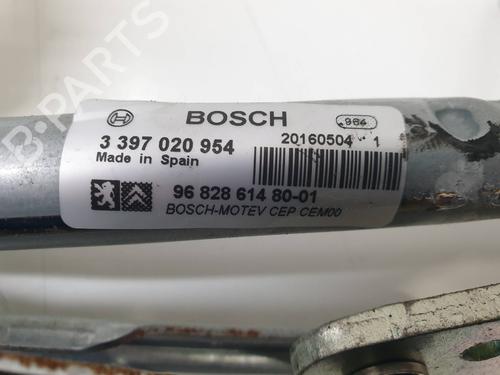 BOSCH
964
3 397 020 954
20160504 1
Made in Spain
96 828 614 80-01
BOSCH-MOTEV CEP CEM00
B-Parts